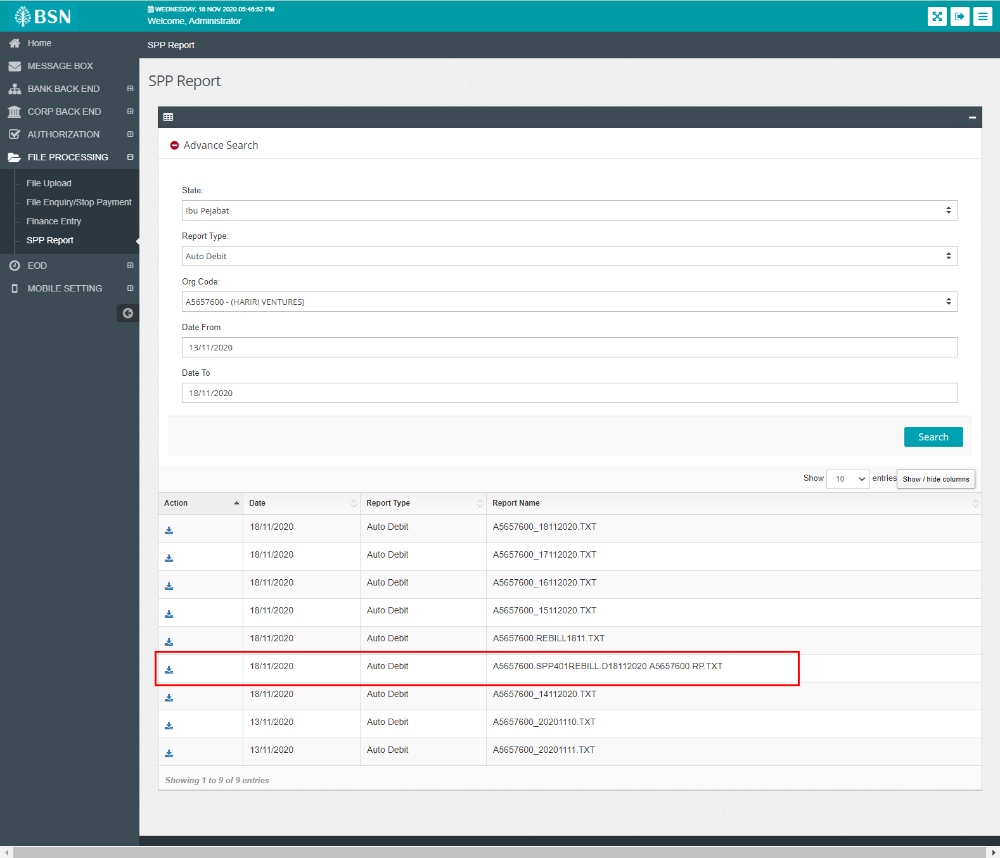 BSN
WEDNESDAY, 18 NOV 2020 05:46:52 PM
Welcome, Administrator
Home
MESSAGE BOX
BANK BACK END
CORP BACK END
AUTHORIZATION
FILE PROCESSING
File Upload
File Enquiry/Stop Payment
Finance Entry
SPP Report
EOD
MOBILE SETTING
SPP Report
SPP Report
Advance Search
State:
Ibu Pejabat
Report Type:
Auto Debit
Org Code:
A5657600 - (HARIRI VENTURES)
Date From
13/11/2020
Date To
18/11/2020
Search
Show 10 entries Show / hide columns
Action Date Report Type Report Name
18/11/2020 Auto Debit A5657600_18112020.TXT
18/11/2020 Auto Debit A5657600_17112020.TXT
18/11/2020 Auto Debit A5657600_16112020.TXT
18/11/2020 Auto Debit A5657600_15112020.TXT
18/11/2020 Auto Debit A5657600.REBILL1811.TXT
18/11/2020 Auto Debit A5657600.SPP401REBILL.D18112020.A5657600.RP.TXT
18/11/2020 Auto Debit A5657600_14112020.TXT
13/11/2020 Auto Debit A5657600_20201110.TXT
13/11/2020 Auto Debit A5657600_20201111.TXT
Showing 1 to 9 of 9 entries